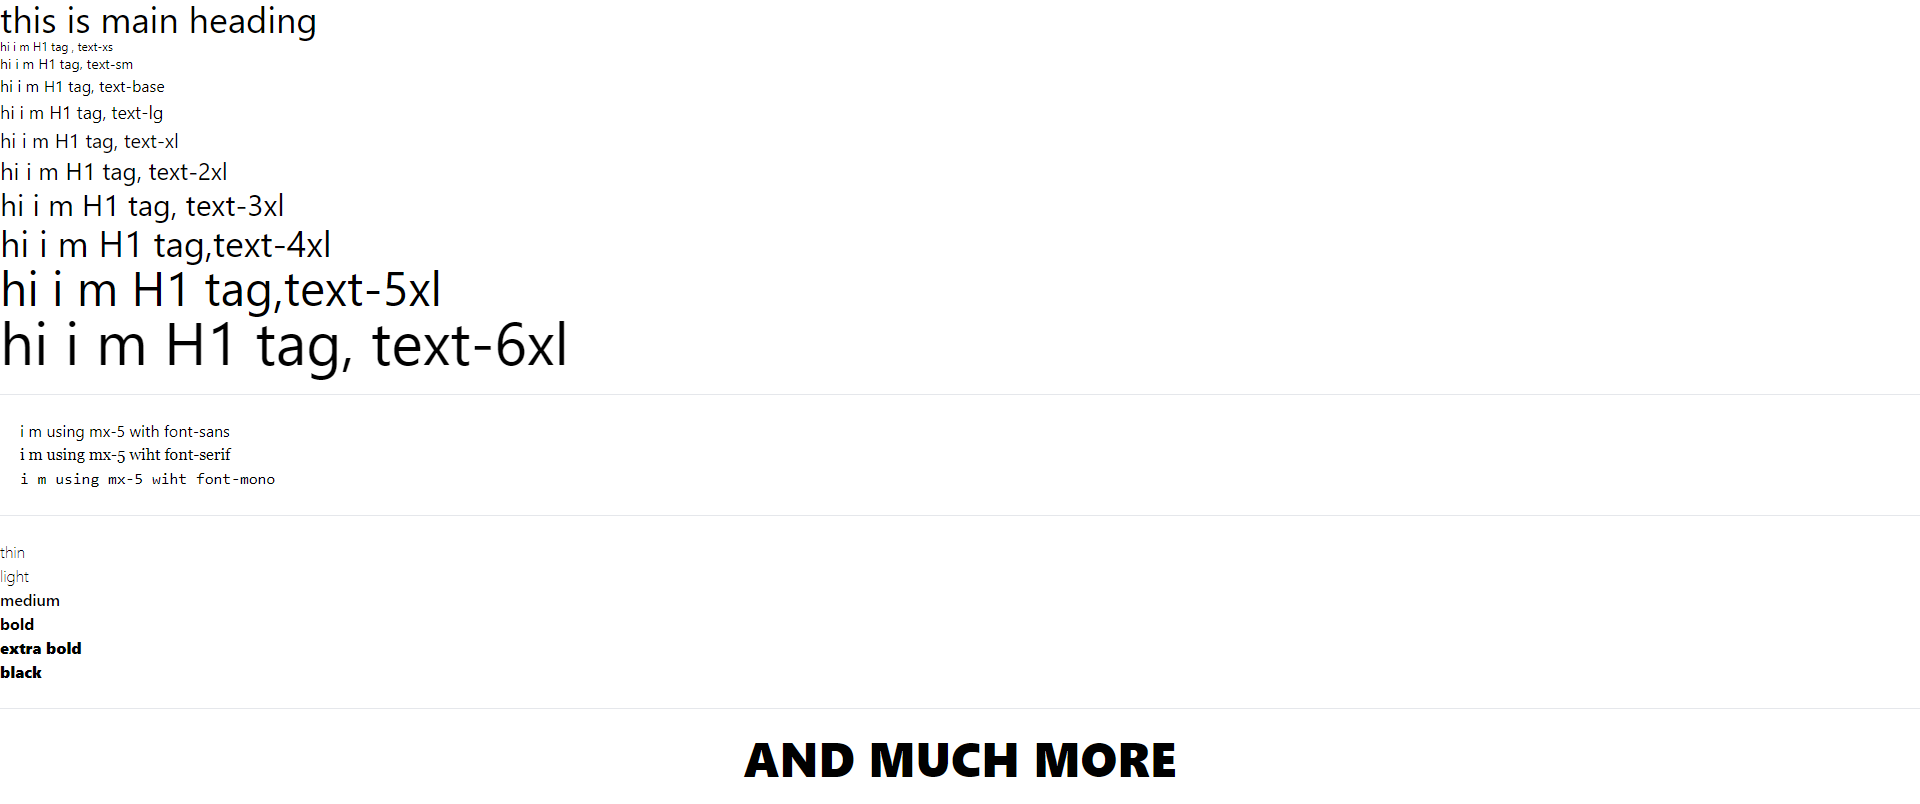 this is main heading
hi i m H1 tag , text-xs
hi i m H1 tag, text-sm
hi i m H1 tag, text-base
hi i m H1 tag, text-lg
hi i m H1 tag, text-xl
hi i m H1 tag, text-2xl
hi i m H1 tag, text-3xl
hi i m H1 tag,text-4xl
hi i m H1 tag,text-5xl
hi i m H1 tag, text-6xl
i m using mx-5 with font-sans
i m using mx-5 wiht font-serif
i m using mx-5 wiht font-mono
thin
light
medium
bold
extra bold
black
AND MUCH MORE